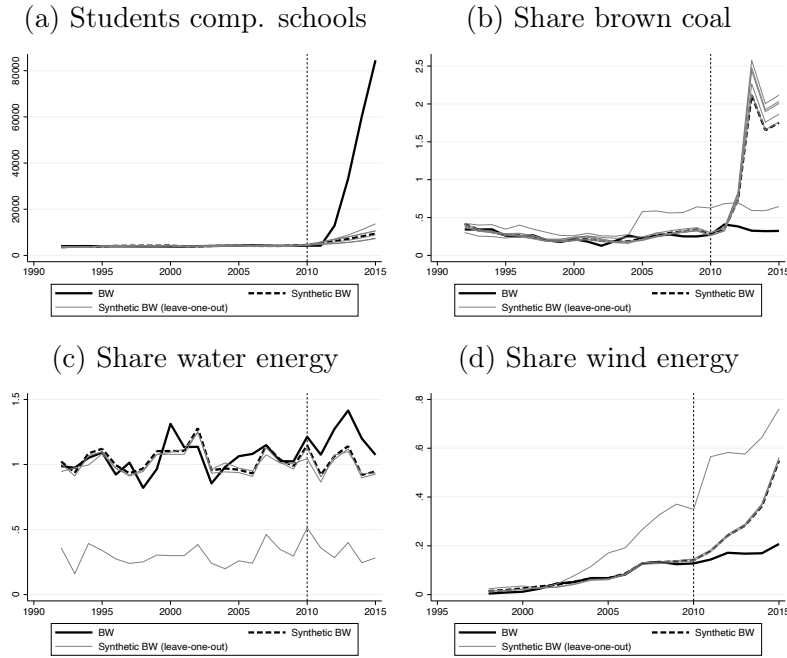 (a) Students comp. schools
80000
60000
40000
20000
0
1990 1995 2000 2005 2010 2015
BW Synthetic BW
Synthetic BW (leave-one-out)
(b) Share brown coal
2.5
2
1.5
1
.5
0
1990 1995 2000 2005 2010 2015
BW Synthetic BW
Synthetic BW (leave-one-out)
(c) Share water energy
1.5
1
.5
0
1990 1995 2000 2005 2010 2015
BW Synthetic BW
Synthetic BW (leave-one-out)
(d) Share wind energy
.8
.6
.4
.2
0
1995 2000 2005 2010 2015
BW Synthetic BW
Synthetic BW (leave-one-out)